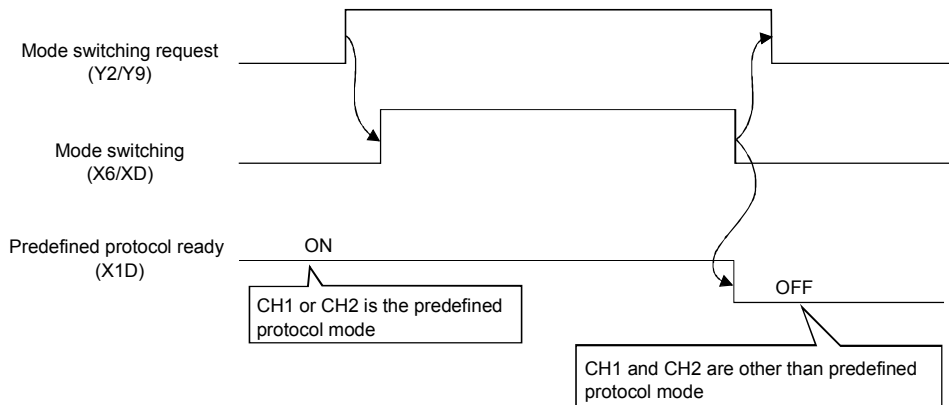 Mode switching request
(Y2/Y9)
Mode switching
(X6/XD)
Predefined protocol ready
(X1D)
ON
CH1 or CH2 is the predefined
protocol mode
OFF
CH1 and CH2 are other than predefined
protocol mode